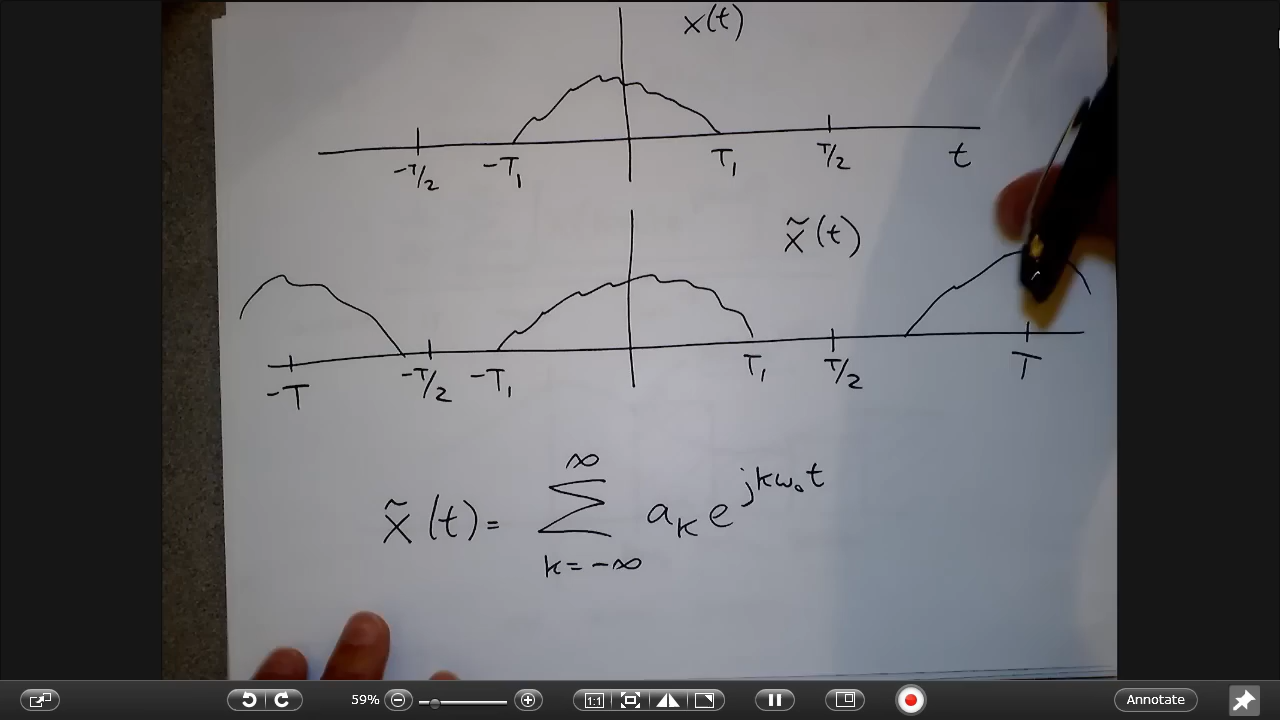 x(t)
-T/2 -T₁ T₁ T/2 t
x̃(t)
-T -T/2 -T₁ T₁ T/2 T
x̃(t) = ∑_{k=-∞}^{∞} a_k e^{jkω₀t}
59% 1:1 Annotate